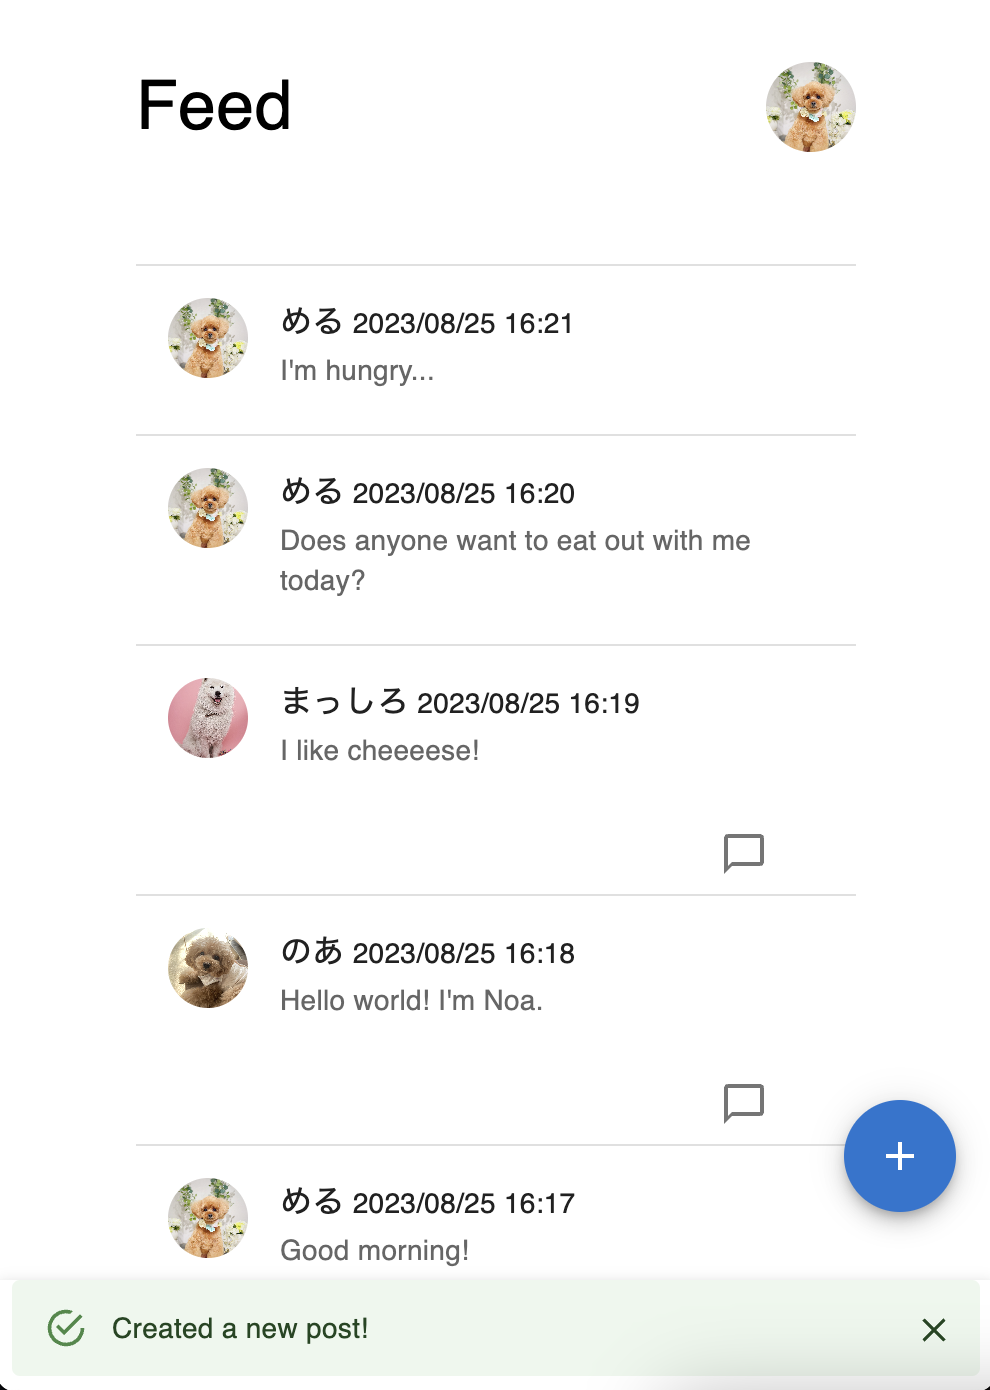 Feed
める 2023/08/25 16:21
I'm hungry...
める 2023/08/25 16:20
Does anyone want to eat out with me
today?
まっしろ 2023/08/25 16:19
I like cheeeese!
のあ 2023/08/25 16:18
Hello world! I'm Noa.
める 2023/08/25 16:17
Good morning!
Created a new post!